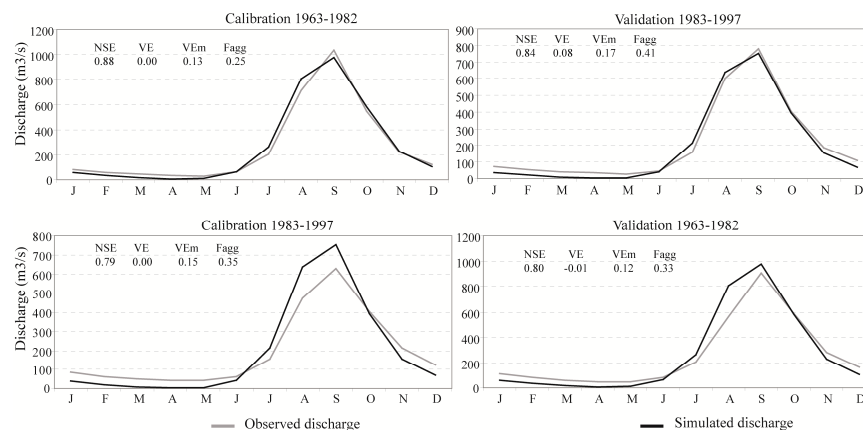 Calibration 1963-1982
Discharge (m3/s)
1200
1000
800
600
400
200
0
NSE VE VEm Fagg
0.88 0.00 0.13 0.25
J F M A M J J A S O N D
Validation 1983-1997
900
800
700
600
500
400
300
200
100
0
NSE VE VEm Fagg
0.84 0.08 0.17 0.41
J F M A M J J A S O N D
Calibration 1983-1997
Discharge (m3/s)
800
700
600
500
400
300
200
100
0
NSE VE VEm Fagg
0.79 0.00 0.15 0.35
J F M A M J J A S O N D
Validation 1963-1982
1200
1000
800
600
400
200
0
NSE VE VEm Fagg
0.80 -0.01 0.12 0.33
J F M A M J J A S O N D
Observed discharge
Simulated discharge